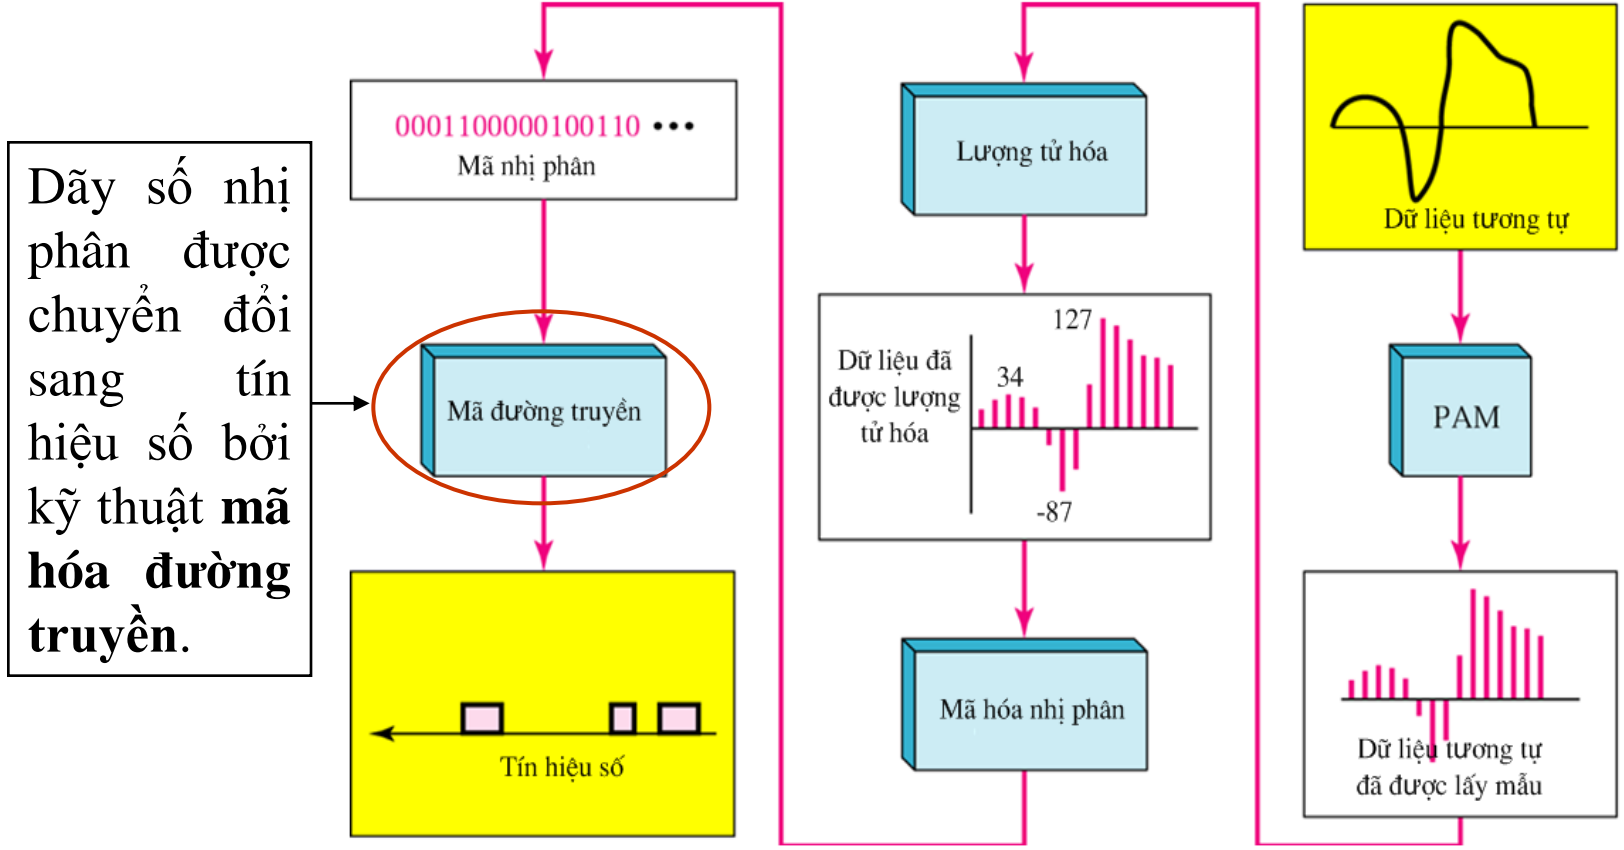 Dãy số nhị
phân được
chuyển đổi
sang tín
hiệu số bởi
kỹ thuật mã
hóa đường
truyền.
0001100000100110 •••
Mã nhị phân
Mã đường truyền
Tín hiệu số
Lượng tử hóa
127
34
Dữ liệu đã
được lượng
tử hóa
-87
Mã hóa nhị phân
Dữ liệu tương tự
PAM
Dữ liệu tương tự
đã được lấy mẫu